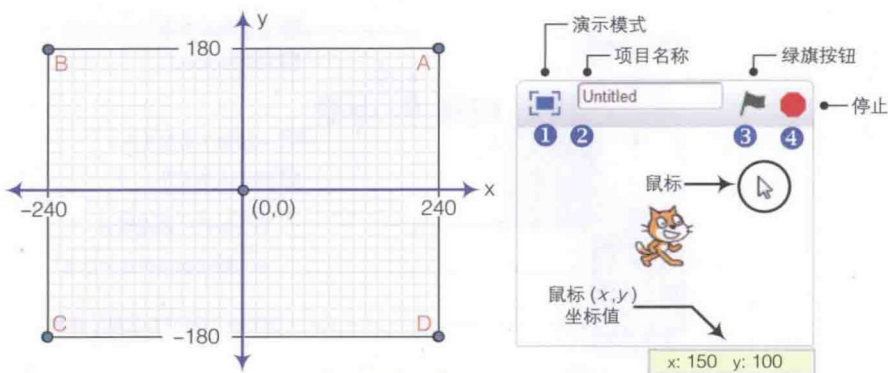 y
180
B
A
x
-240
(0,0)
240
C
D
-180
演示模式
项目名称
绿旗按钮
Untitled
停止
1 2 3 4
鼠标
鼠标 (x,y)
坐标值
x: 150 y: 100